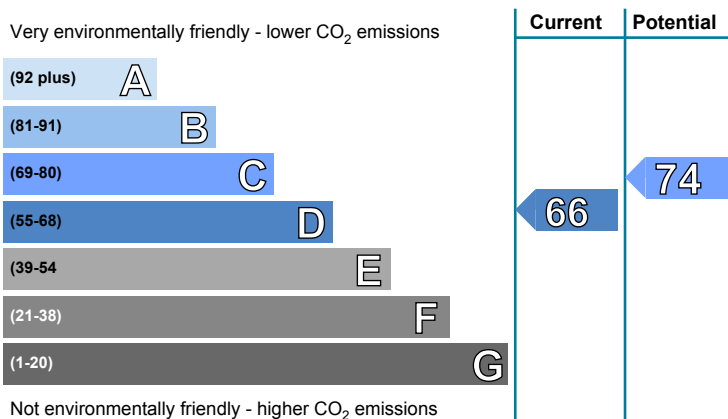 Current Potential
Very environmentally friendly - lower CO2 emissions
(92 plus) A
(81-91) B
(69-80) C
74
(55-68) D
66
(39-54 E
(21-38) F
(1-20) G
Not environmentally friendly - higher CO2 emissions